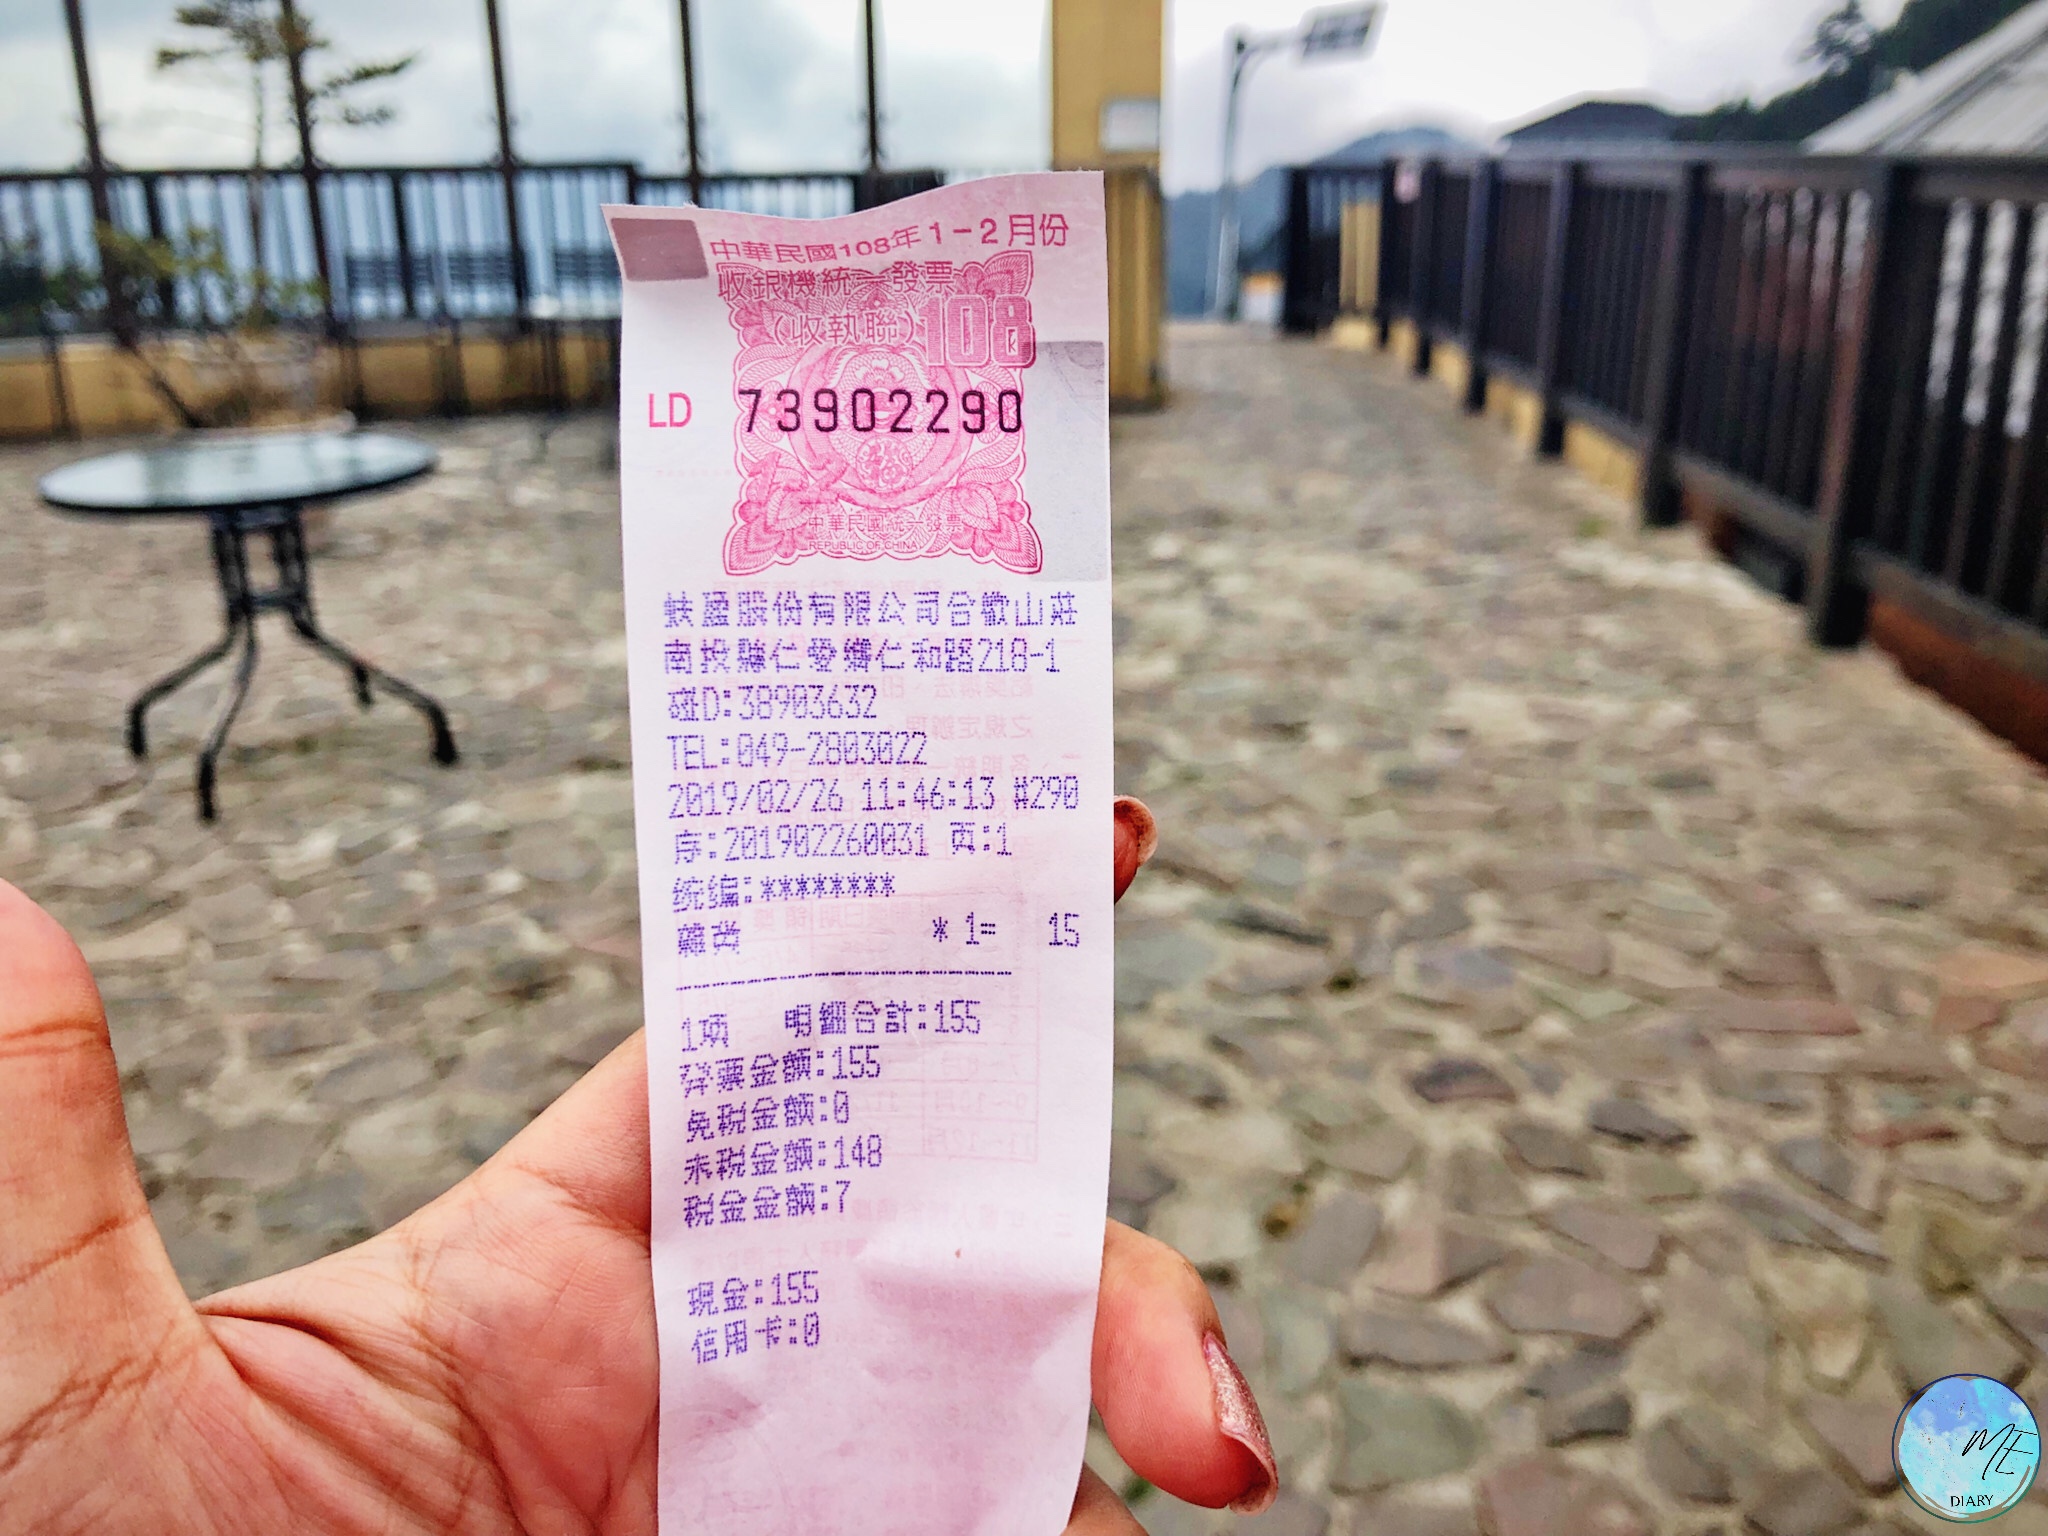 中華民國108年1-2月份
收銀機統一發票
(收執聯)108
LD 73902290
中華民國統一發票
REPUBLIC OF CHINA
股份有限公司合歡山莊
南投縣仁愛鄉仁和路218-1
D:38903632
TEL:049-2803022
2019/02/26 11:46:13 #290
序:201902260031 頁:1
統編:********
雜貨 * 1= 15
1項 明細合計:155
發票金額:155
免稅金額:0
未稅金額:148
稅金金額:7
現金:155
信用卡:0
ME
DIARY